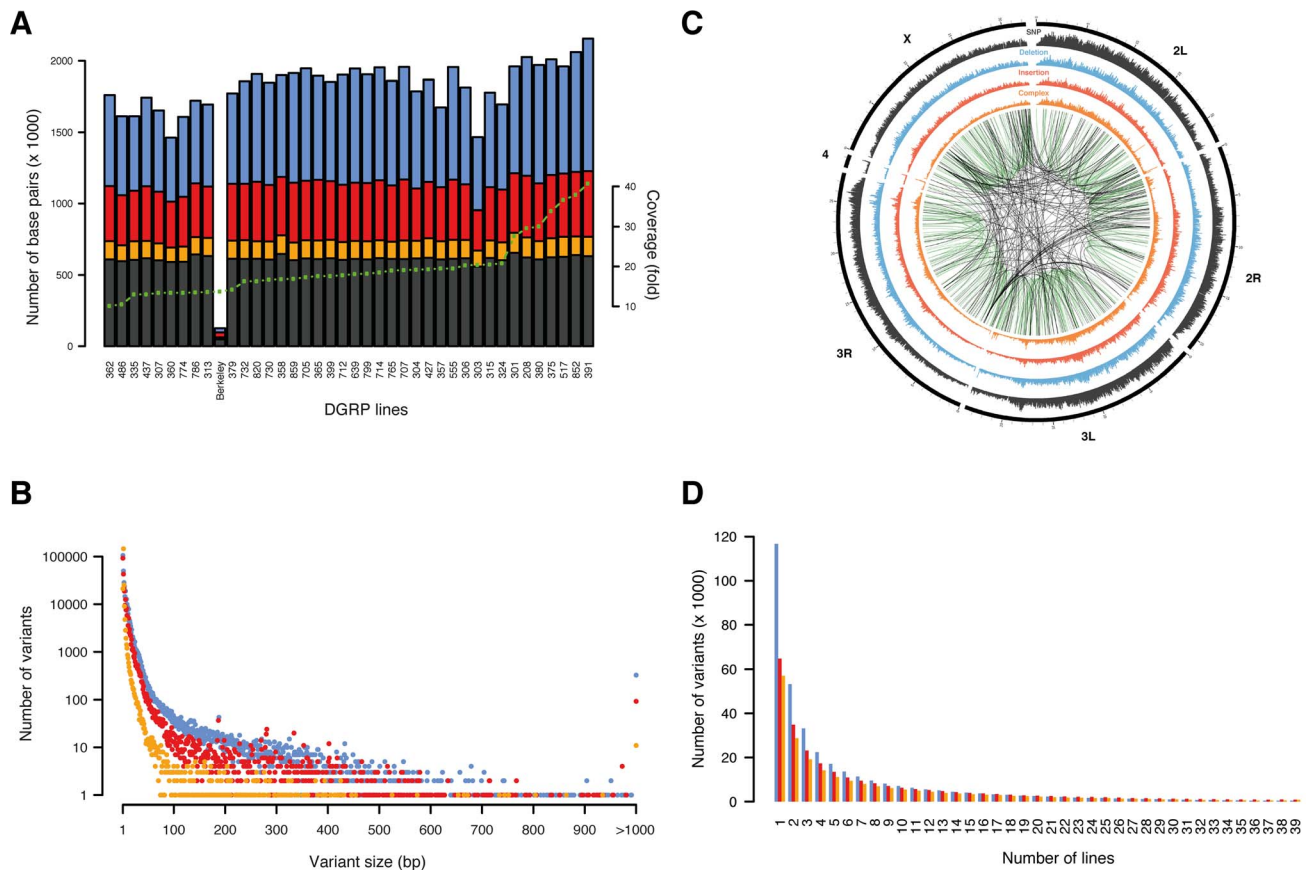 A
Number of base pairs (x 1000)
2000
1500
1000
500
0
Coverage (fold)
40
30
20
10
362 486 335 437 307 360 774 786 313 Berkeley 379 732 820 730 358 859 705 365 399 712 639 799 714 765 707 304 427 357 555 306 303 315 324 301 208 380 375 517 852 391
DGRP lines
C
SNP
Deletion
Insertion
Complex
X
2L
4
2R
3R
3L
B
Number of variants
100000
10000
1000
100
10
1
1 100 200 300 400 500 600 700 800 900 >1000
Variant size (bp)
D
Number of variants (x 1000)
120
100
80
60
40
20
0
1 2 3 4 5 6 7 8 9 10 11 12 13 14 15 16 17 18 19 20 21 22 23 24 25 26 27 28 29 30 31 32 33 34 35 36 37 38 39
Number of lines